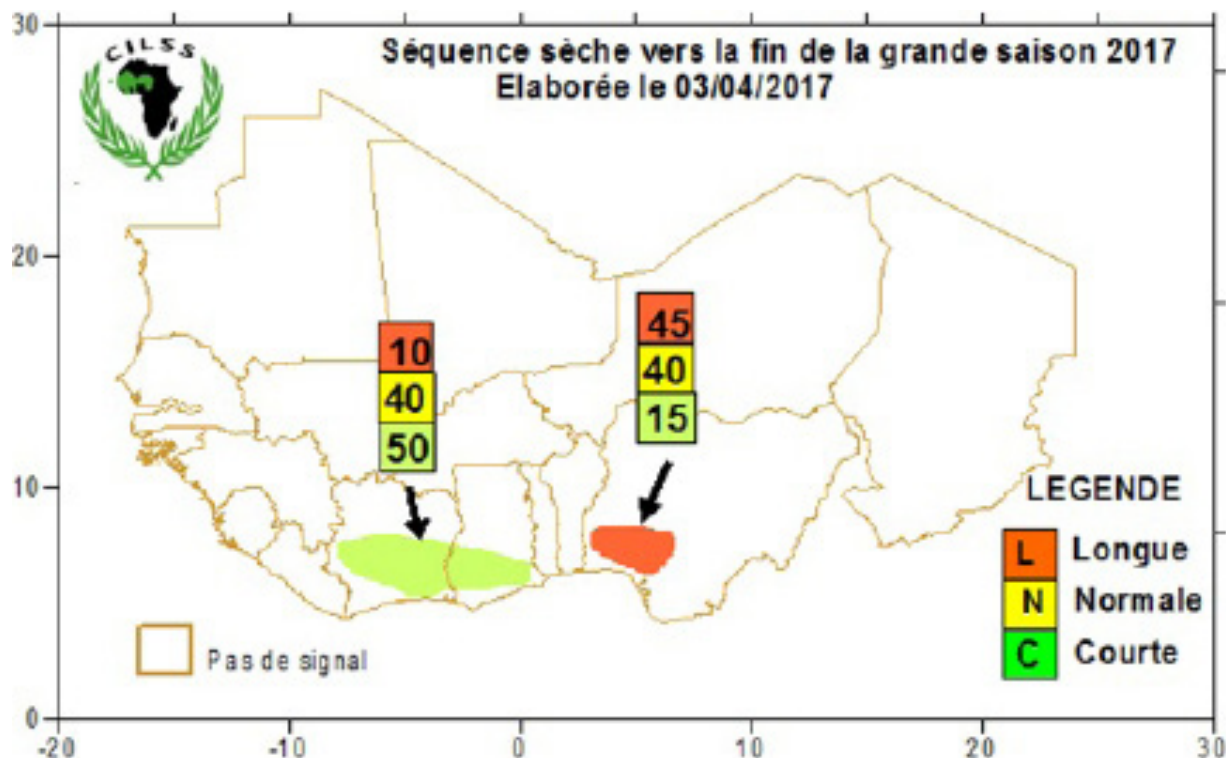 CILSS
Séquence sèche vers la fin de la grande saison 2017
Elaborée le 03/04/2017
30
20
10
0
-20
-10
0
10
20
30
10
40
50
45
40
15
LEGENDE
L Longue
N Normale
C Courte
Pas de signal